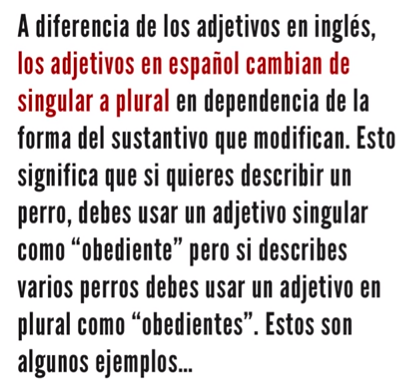 A diferencia de los adjetivos en inglés,
los adjetivos en español cambian de
singular a plural en dependencia de la
forma del sustantivo que modifican. Esto
significa que si quieres describir un
perro, debes usar un adjetivo singular
como “obediente” pero si describes
varios perros debes usar un adjetivo en
plural como “obedientes”. Estos son
algunos ejemplos...